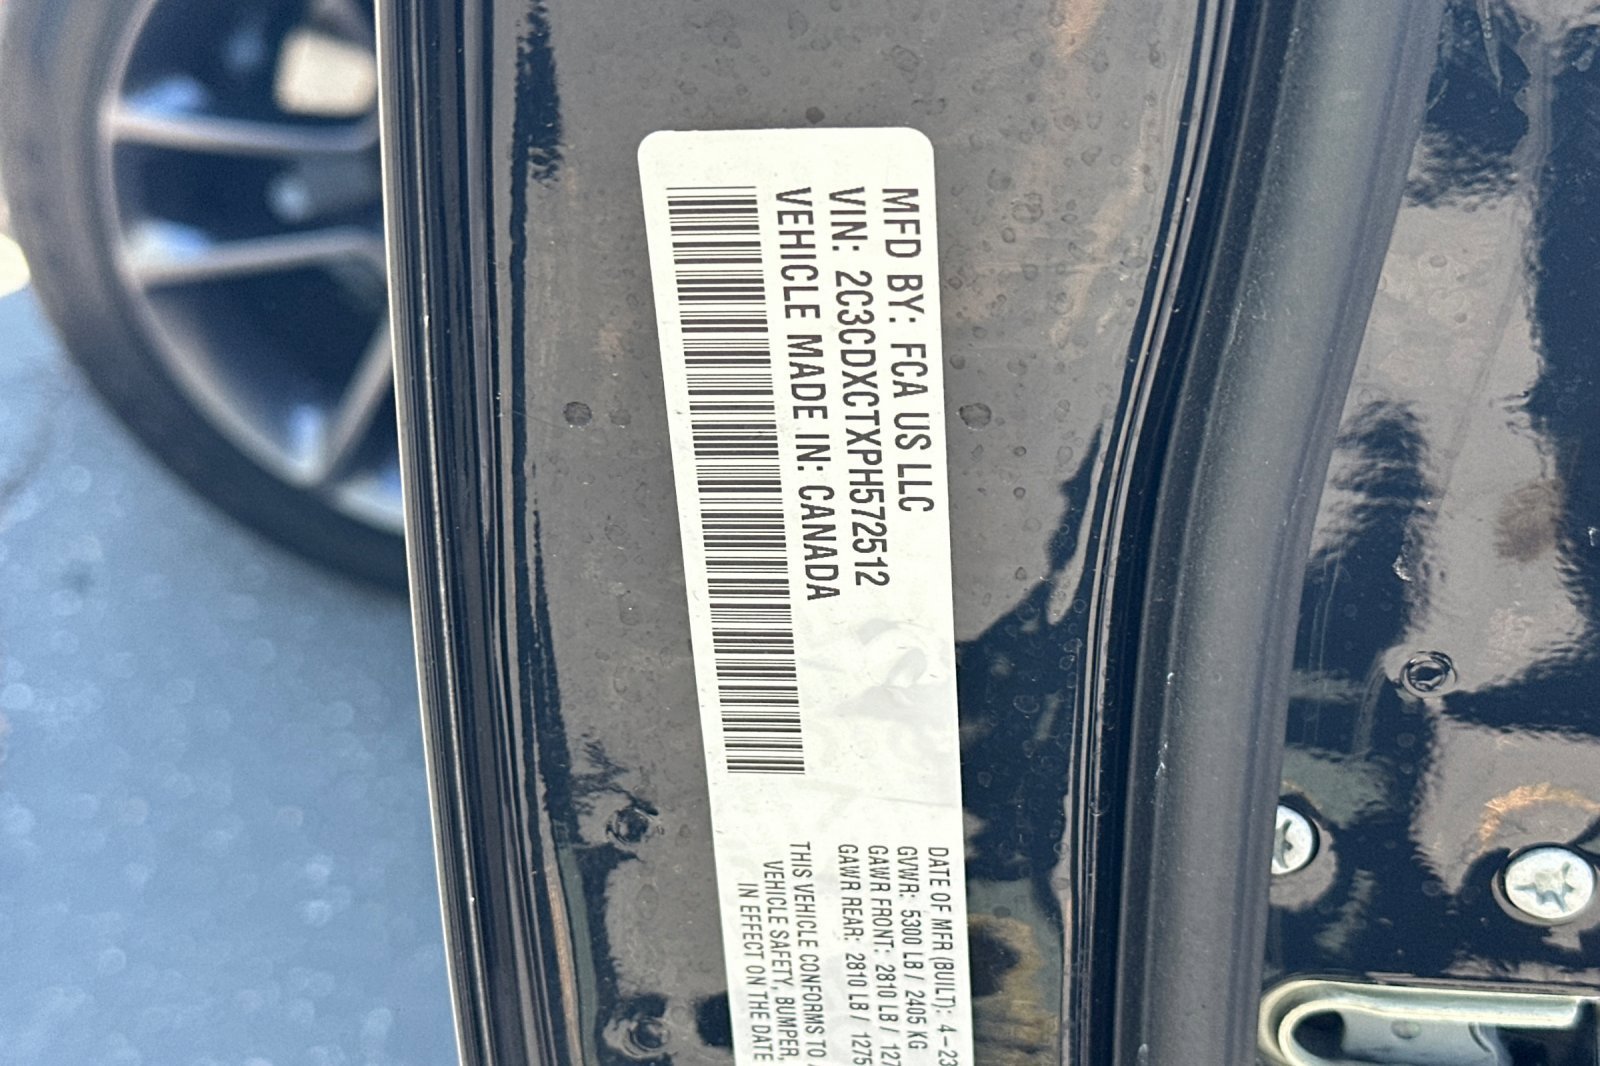 MFD BY: FCA US LLC
VIN: 2C3CDXCTXPH572512
VEHICLE MADE IN: CANADA
DATE OF MFR (BUILT): 4-23
GVWR: 5300 LB / 2405 KG
GAWR FRONT: 2810 LB / 127
GAWR REAR: 2810 LB / 1275
THIS VEHICLE CONFORMS TO
VEHICLE SAFETY, BUMPER,
IN EFFECT ON THE DATE